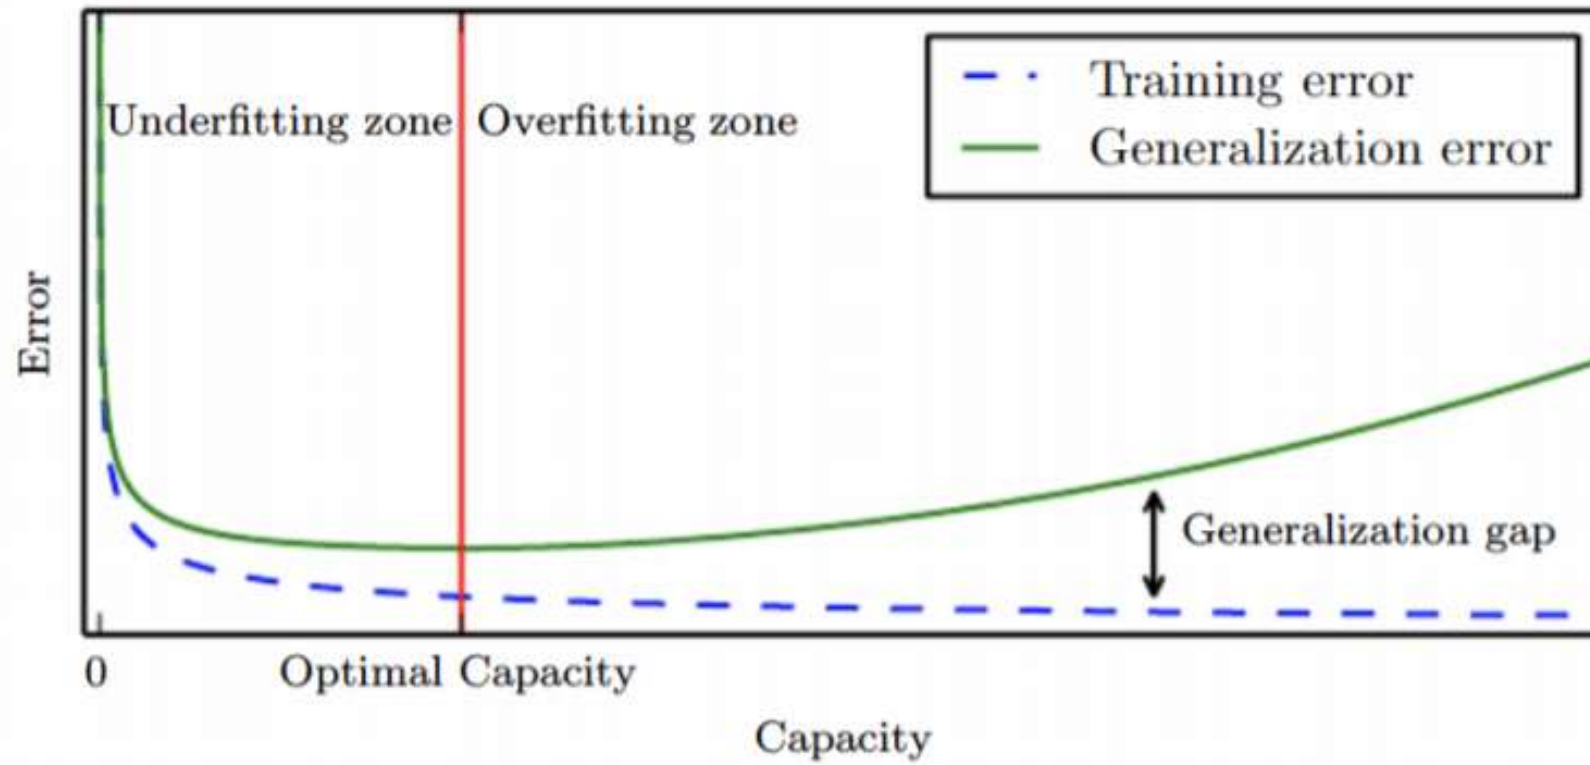 Underfitting zone
Overfitting zone
Training error
Generalization error
Error
Generalization gap
0
Optimal Capacity
Capacity